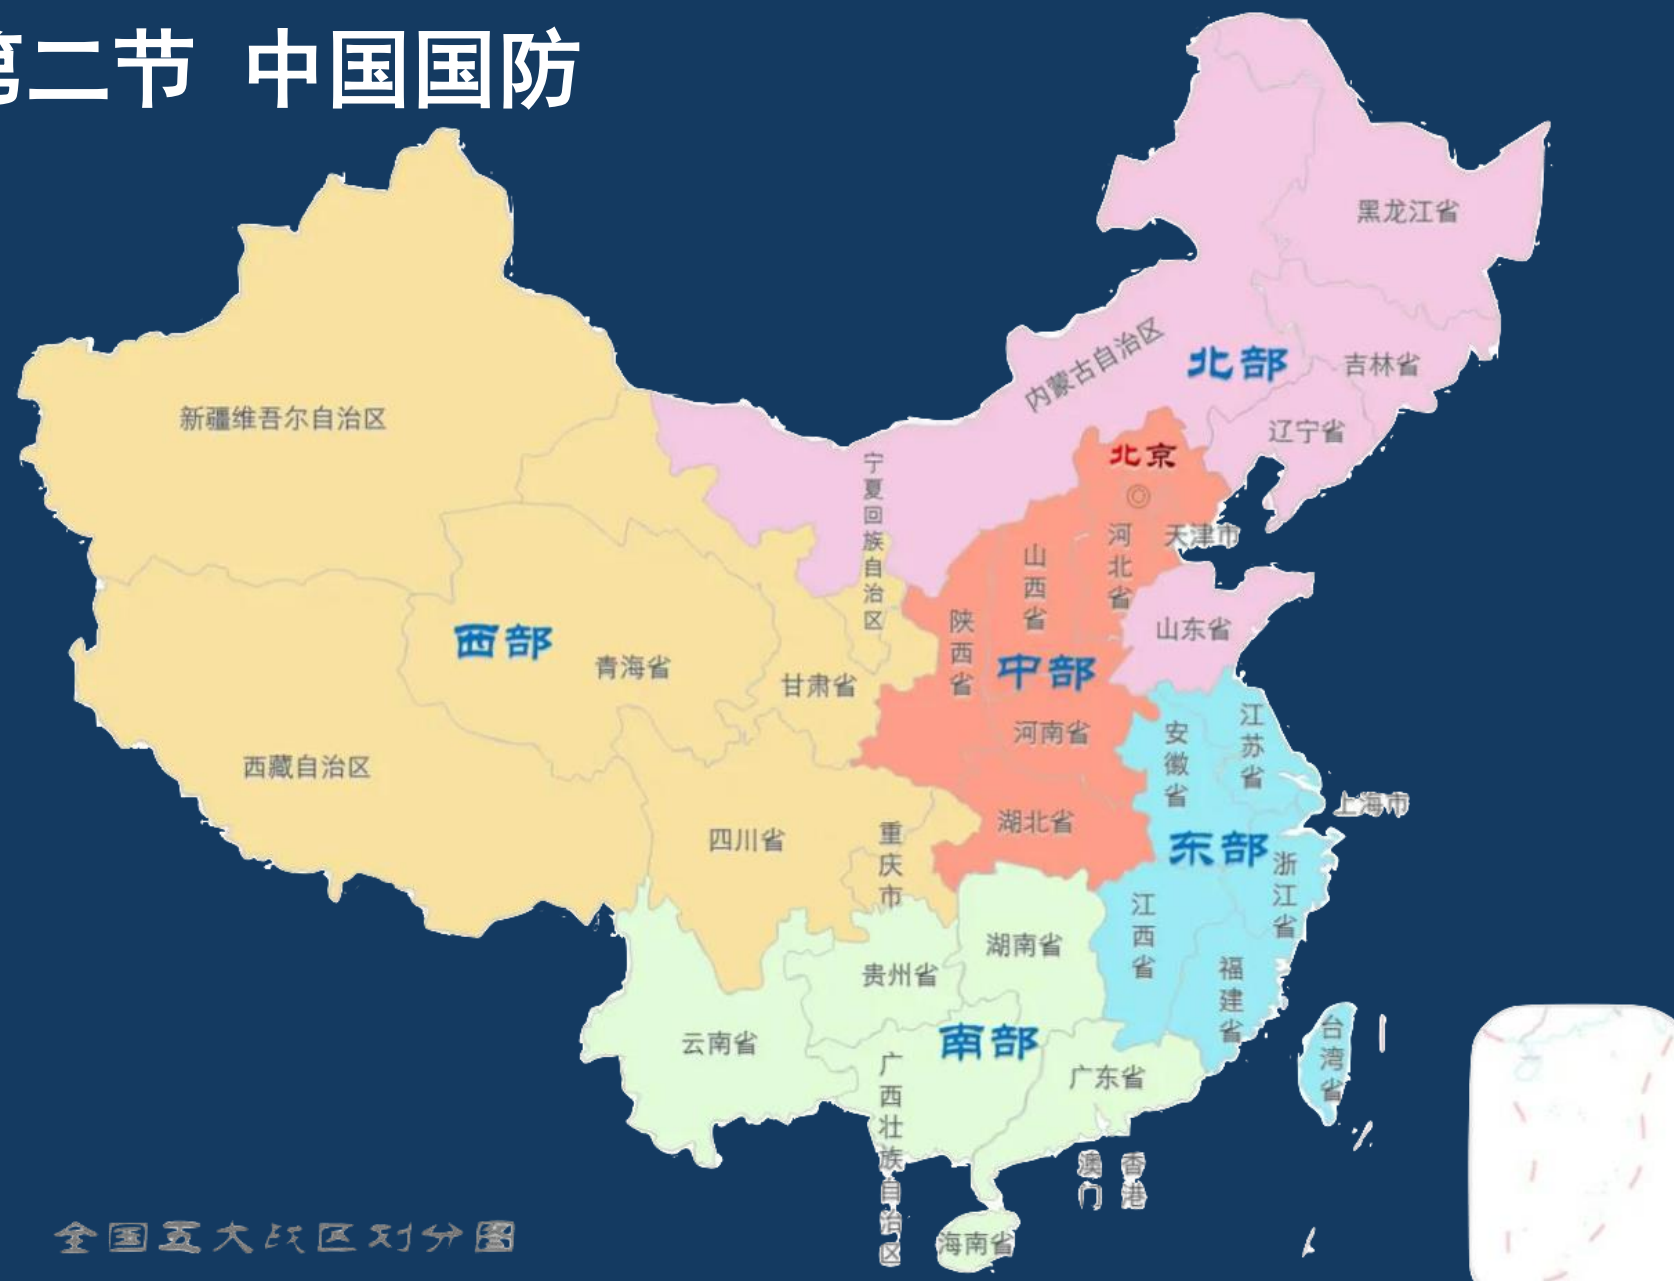 第二节 中国国防
黑龙江省
内蒙古自治区
北部
吉林省
辽宁省
新疆维吾尔自治区
北京
宁夏回族自治区
天津市
河北省
山西省
陕西省
山东省
西部
青海省
甘肃省
中部
河南省
安徽省
江苏省
西藏自治区
上海市
湖北省
四川省
重庆市
东部
浙江省
江西省
湖南省
福建省
贵州省
云南省
南部
台湾省
广西壮族自治区
广东省
澳门
香港
海南省
全国五大战区划分图